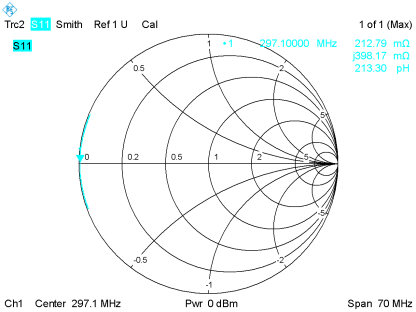 Trc2 S11 Smith Ref 1 U Cal 1 of 1 (Max)
S11 •1 297.10000 MHz 212.79 mΩ
j398.17 mΩ
213.30 pH
1
0.5 2
5
0 0.2 0.5 1 2 5
-5
-0.5 -2
-1
Ch1 Center 297.1 MHz Pwr 0 dBm Span 70 MHz